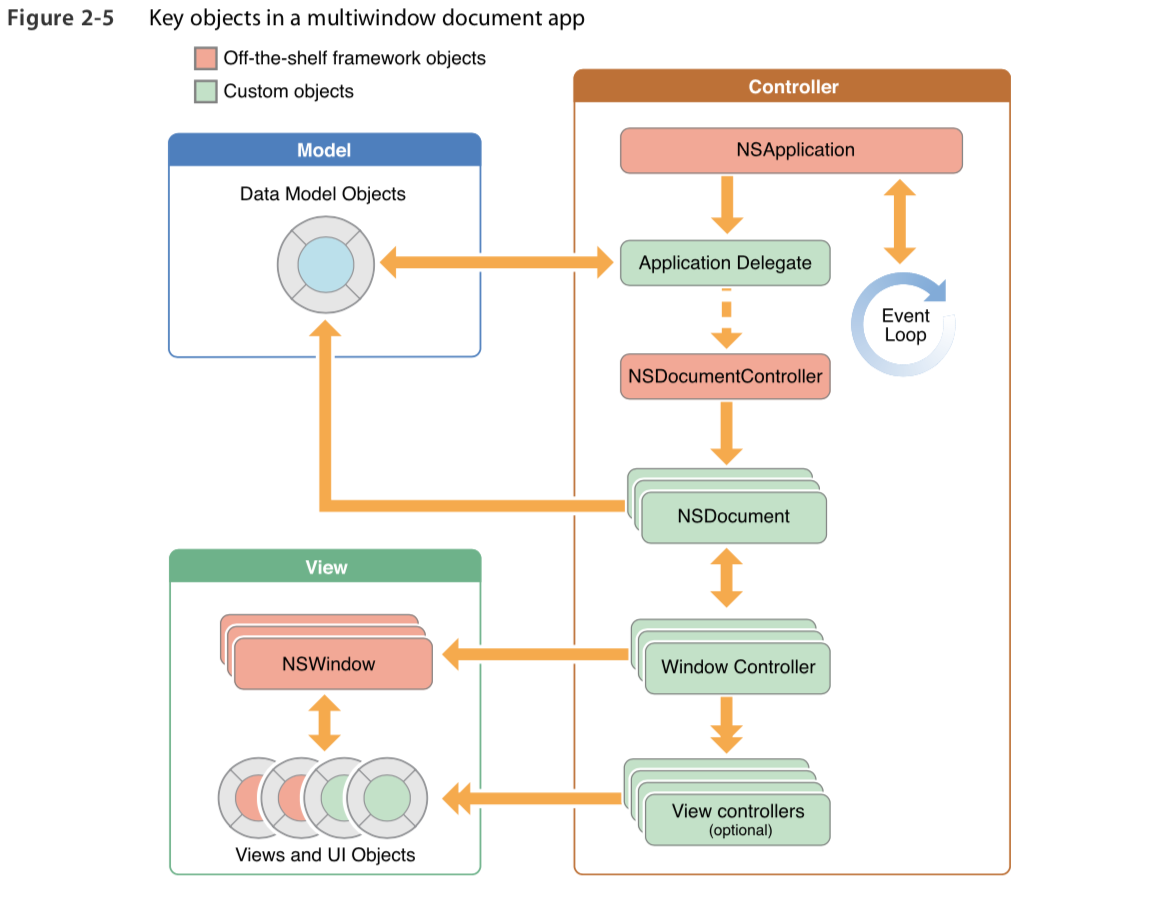 Figure 2-5 Key objects in a multiwindow document app
Off-the-shelf framework objects
Custom objects
Model
Data Model Objects
Controller
NSApplication
Application Delegate
Event
Loop
NSDocumentController
NSDocument
View
NSWindow
Window Controller
View controllers
(optional)
Views and UI Objects